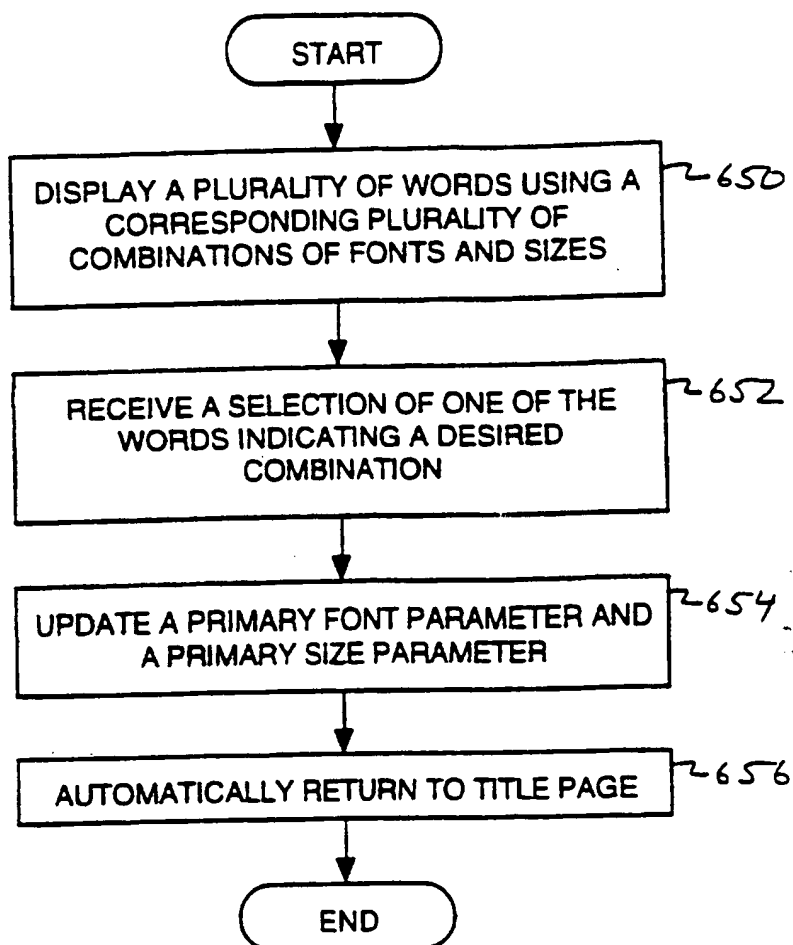 START
DISPLAY A PLURALITY OF WORDS USING A
CORRESPONDING PLURALITY OF
COMBINATIONS OF FONTS AND SIZES
650
RECEIVE A SELECTION OF ONE OF THE
WORDS INDICATING A DESIRED
COMBINATION
652
UPDATE A PRIMARY FONT PARAMETER AND
A PRIMARY SIZE PARAMETER
654
AUTOMATICALLY RETURN TO TITLE PAGE
656
END